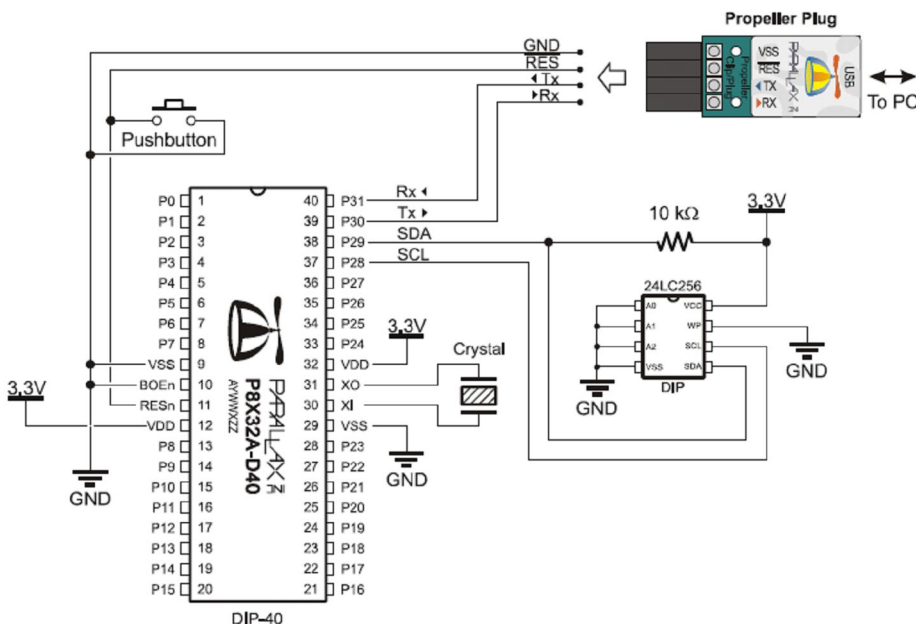 Propeller Plug
GND
RES
Tx
Rx
VSS
RES
TX
RX
Propeller
Clip/Plug
PARALLAX
USB
To PC
Pushbutton
P0 1 40 P31 Rx
P1 2 39 P30 Tx
P2 3 38 P29 SDA
P3 4 37 P28 SCL
P4 5 36 P27
P5 6 35 P26
P6 7 34 P25
P7 8 33 P24
VSS 9 32 VDD
BOEn 10 31 XO
RESn 11 30 XI
VDD 12 29 VSS
P8 13 28 P23
P9 14 27 P22
P10 15 26 P21
P11 16 25 P20
P12 17 24 P19
P13 18 23 P18
P14 19 22 P17
P15 20 21 P16
PARALLAX
P8X32A-D40
AYWWXZZ
DIP-40
3.3V
GND
3.3V
Crystal
GND
10 kΩ
3.3V
24LC256
A0 VCC
A1 WP
A2 SCL
VSS SDA
DIP
GND
GND